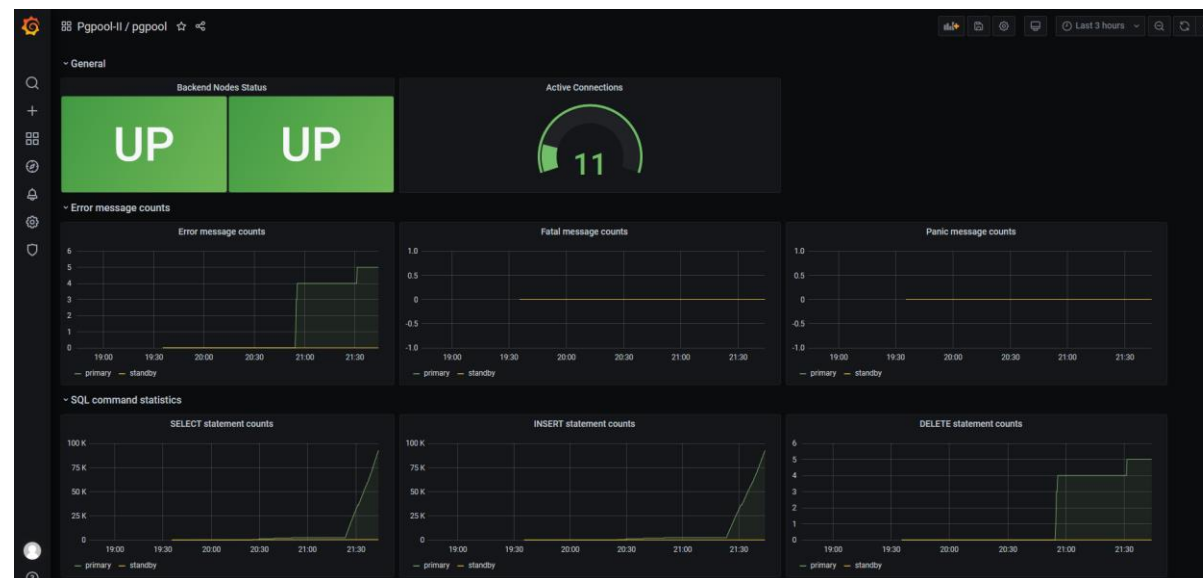 Pgpool-II / pgpool
Last 3 hours
General
Backend Nodes Status
Active Connections
UP
UP
11
Error message counts
Error message counts
6
5
4
3
2
1
0
19:00 19:30 20:00 20:30 21:00 21:30
primary standby
Fatal message counts
1.0
0.5
0
-0.5
-1.0
19:00 19:30 20:00 20:30 21:00 21:30
primary standby
Panic message counts
1.0
0.5
0
-0.5
-1.0
19:00 19:30 20:00 20:30 21:00 21:30
primary standby
SQL command statistics
SELECT statement counts
100 K
75 K
50 K
25 K
0
19:00 19:30 20:00 20:30 21:00 21:30
primary standby
INSERT statement counts
100 K
75 K
50 K
25 K
0
19:00 19:30 20:00 20:30 21:00 21:30
primary standby
DELETE statement counts
6
5
4
3
2
1
0
19:00 19:30 20:00 20:30 21:00 21:30
primary standby